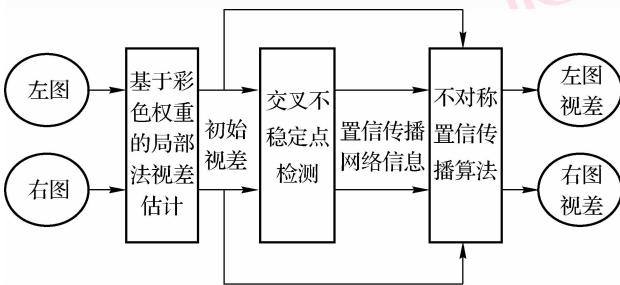 左图
右图
基于彩
色权重
的局部
法视差
估计
初始
视差
交叉不
稳定点
检测
置信传播
网络信息
不对称
置信传
播算法
左图
视差
右图
视差